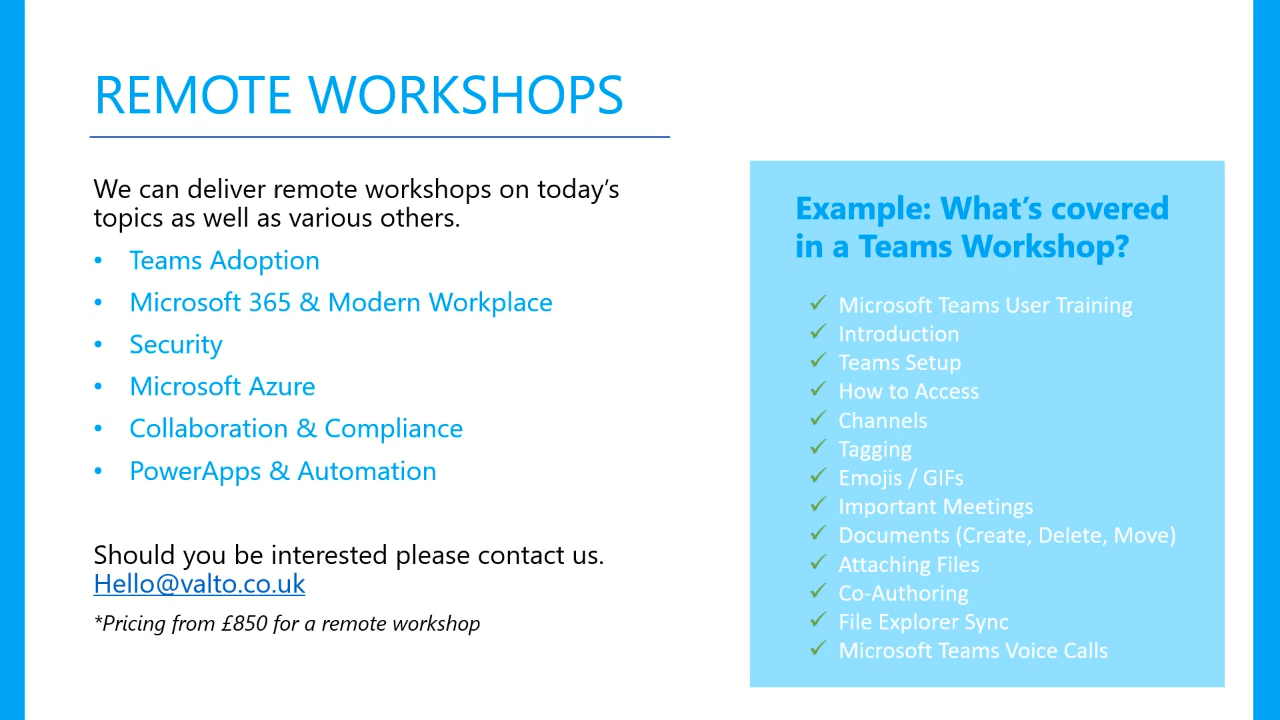 REMOTE WORKSHOPS
We can deliver remote workshops on today's
topics as well as various others.
• Teams Adoption
• Microsoft 365 & Modern Workplace
• Security
• Microsoft Azure
• Collaboration & Compliance
• PowerApps & Automation
Should you be interested please contact us.
Hello@valto.co.uk
*Pricing from £850 for a remote workshop
Example: What's covered
in a Teams Workshop?
✓ Microsoft Teams User Training
✓ Introduction
✓ Teams Setup
✓ How to Access
✓ Channels
✓ Tagging
✓ Emojis / GIFs
✓ Important Meetings
✓ Documents (Create, Delete, Move)
✓ Attaching Files
✓ Co-Authoring
✓ File Explorer Sync
✓ Microsoft Teams Voice Calls